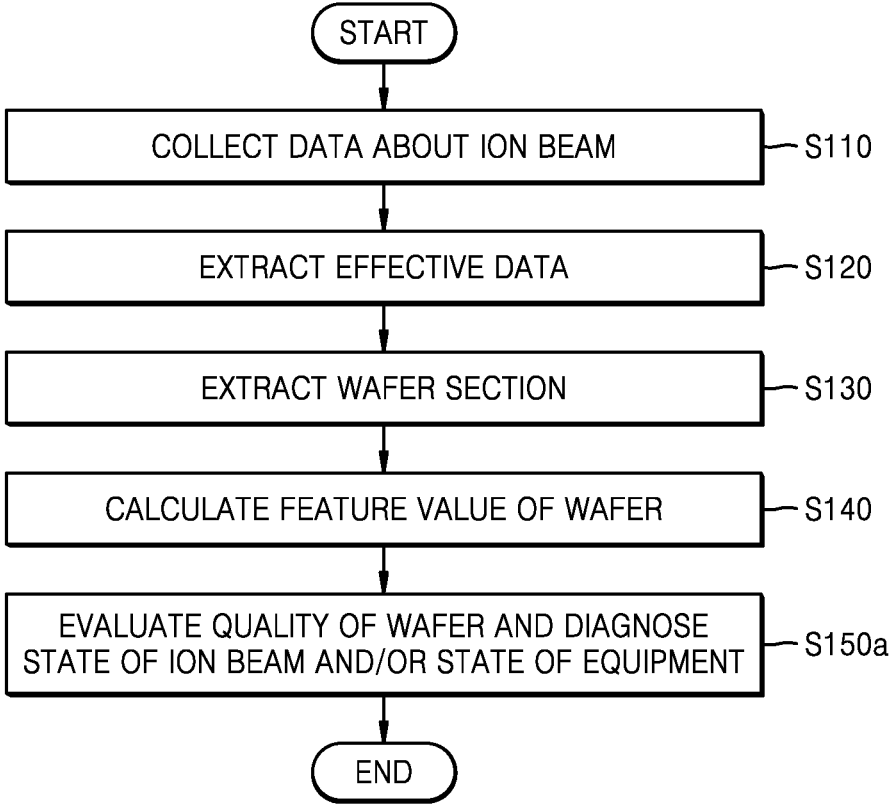 START
COLLECT DATA ABOUT ION BEAM
S110
EXTRACT EFFECTIVE DATA
S120
EXTRACT WAFER SECTION
S130
CALCULATE FEATURE VALUE OF WAFER
S140
EVALUATE QUALITY OF WAFER AND DIAGNOSE
STATE OF ION BEAM AND/OR STATE OF EQUIPMENT
S150a
END